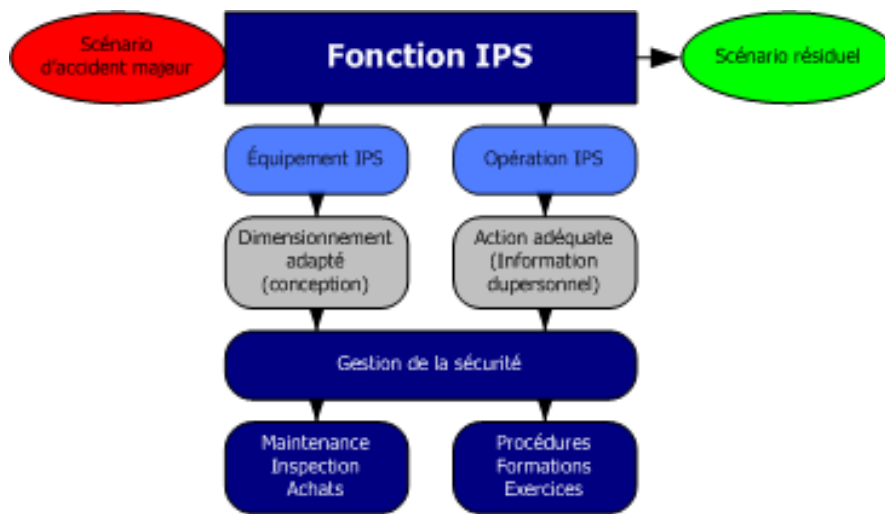 Scénario
d'accident majeur
Fonction IPS
Scénario résiduel
Équipement IPS
Opération IPS
Dimensionnement
adapté
(conception)
Action adéquate
(Information
dupersonnel)
Gestion de la sécurité
Maintenance
Inspection
Achats
Procédures
Formations
Exercices